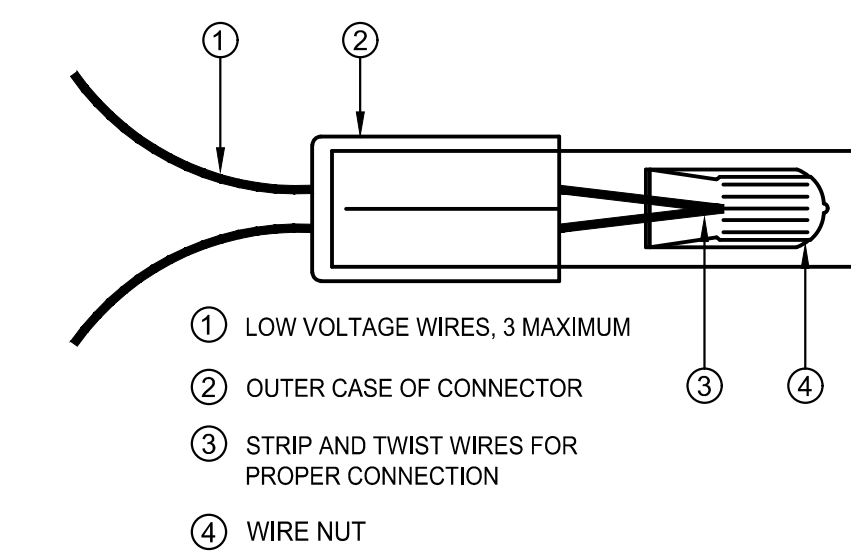 1 2
3 4
1 LOW VOLTAGE WIRES, 3 MAXIMUM
2 OUTER CASE OF CONNECTOR
3 STRIP AND TWIST WIRES FOR
PROPER CONNECTION
4 WIRE NUT